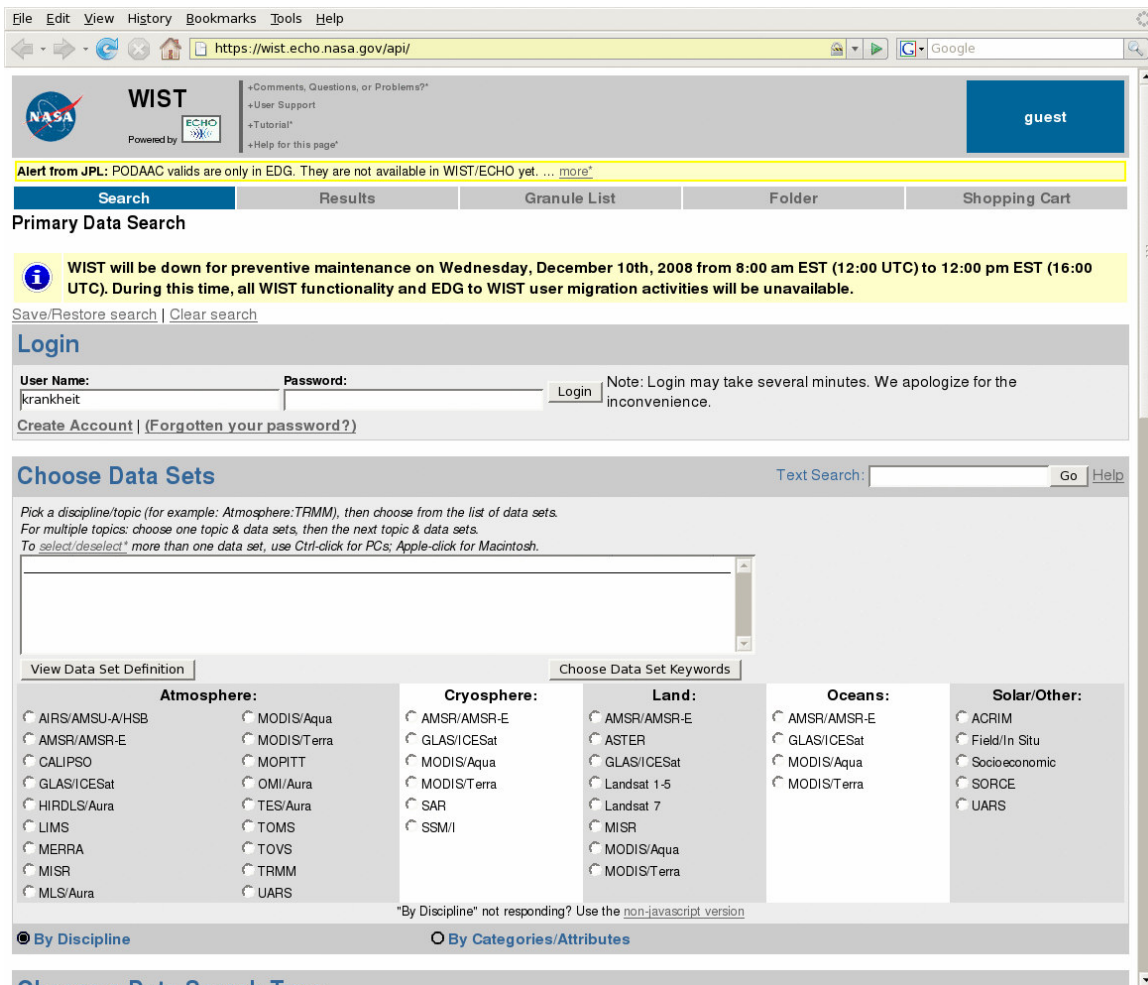 File Edit View History Bookmarks Tools Help
https://wist.echo.nasa.gov/api/
G Google
NASA
WIST
Powered by ECHO
+Comments, Questions, or Problems?*
+User Support
+Tutorial*
+Help for this page*
guest
Alert from JPL: PODAAC valids are only in EDG. They are not available in WIST/ECHO yet. ... more*
Search Results Granule List Folder Shopping Cart
Primary Data Search
WIST will be down for preventive maintenance on Wednesday, December 10th, 2008 from 8:00 am EST (12:00 UTC) to 12:00 pm EST (16:00
UTC). During this time, all WIST functionality and EDG to WIST user migration activities will be unavailable.
Save/Restore search | Clear search
Login
User Name: Password:
krankheit
Login
Note: Login may take several minutes. We apologize for the
inconvenience.
Create Account | (Forgotten your password?)
Choose Data Sets
Text Search: Go Help
Pick a discipline/topic (for example: Atmosphere:TRMM), then choose from the list of data sets.
For multiple topics: choose one topic & data sets, then the next topic & data sets.
To select/deselect* more than one data set, use Ctrl-click for PCs; Apple-click for Macintosh.
View Data Set Definition Choose Data Set Keywords
Atmosphere: Cryosphere: Land: Oceans: Solar/Other:
AIRS/AMSU-A/HSB MODIS/Aqua AMSR/AMSR-E AMSR/AMSR-E AMSR/AMSR-E ACRIM
AMSR/AMSR-E MODIS/Terra GLAS/ICESat ASTER GLAS/ICESat Field/In Situ
CALIPSO MOPITT MODIS/Aqua GLAS/ICESat MODIS/Aqua Socioeconomic
GLAS/ICESat OMI/Aura MODIS/Terra Landsat 1-5 MODIS/Terra SORCE
HIRDLS/Aura TES/Aura SAR Landsat 7 UARS
LIMS TOMS SSM/I MISR
MERRA TOVS MODIS/Aqua
MISR TRMM MODIS/Terra
MLS/Aura UARS
"By Discipline" not responding? Use the non-javascript version
By Discipline By Categories/Attributes